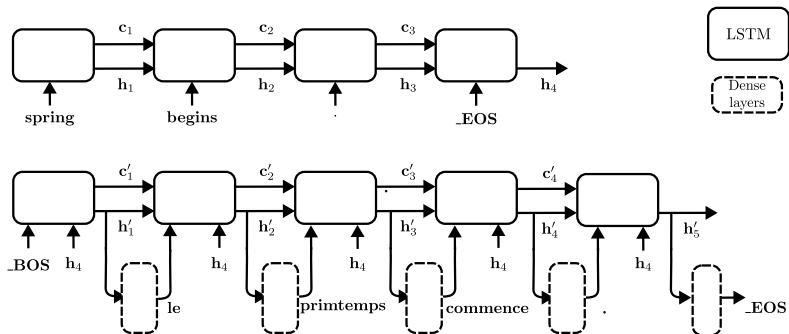 c₁ c₂ c₃ LSTM
h₁ h₂ h₃ h₄
Dense
layers
spring begins . _EOS
c′₁ c′₂ c′₃ c′₄
h′₁ h′₂ h′₃ h′₄ h′₅
_BOS h₄ h₄ h₄ h₄ h₄
le primtemps commence . _EOS